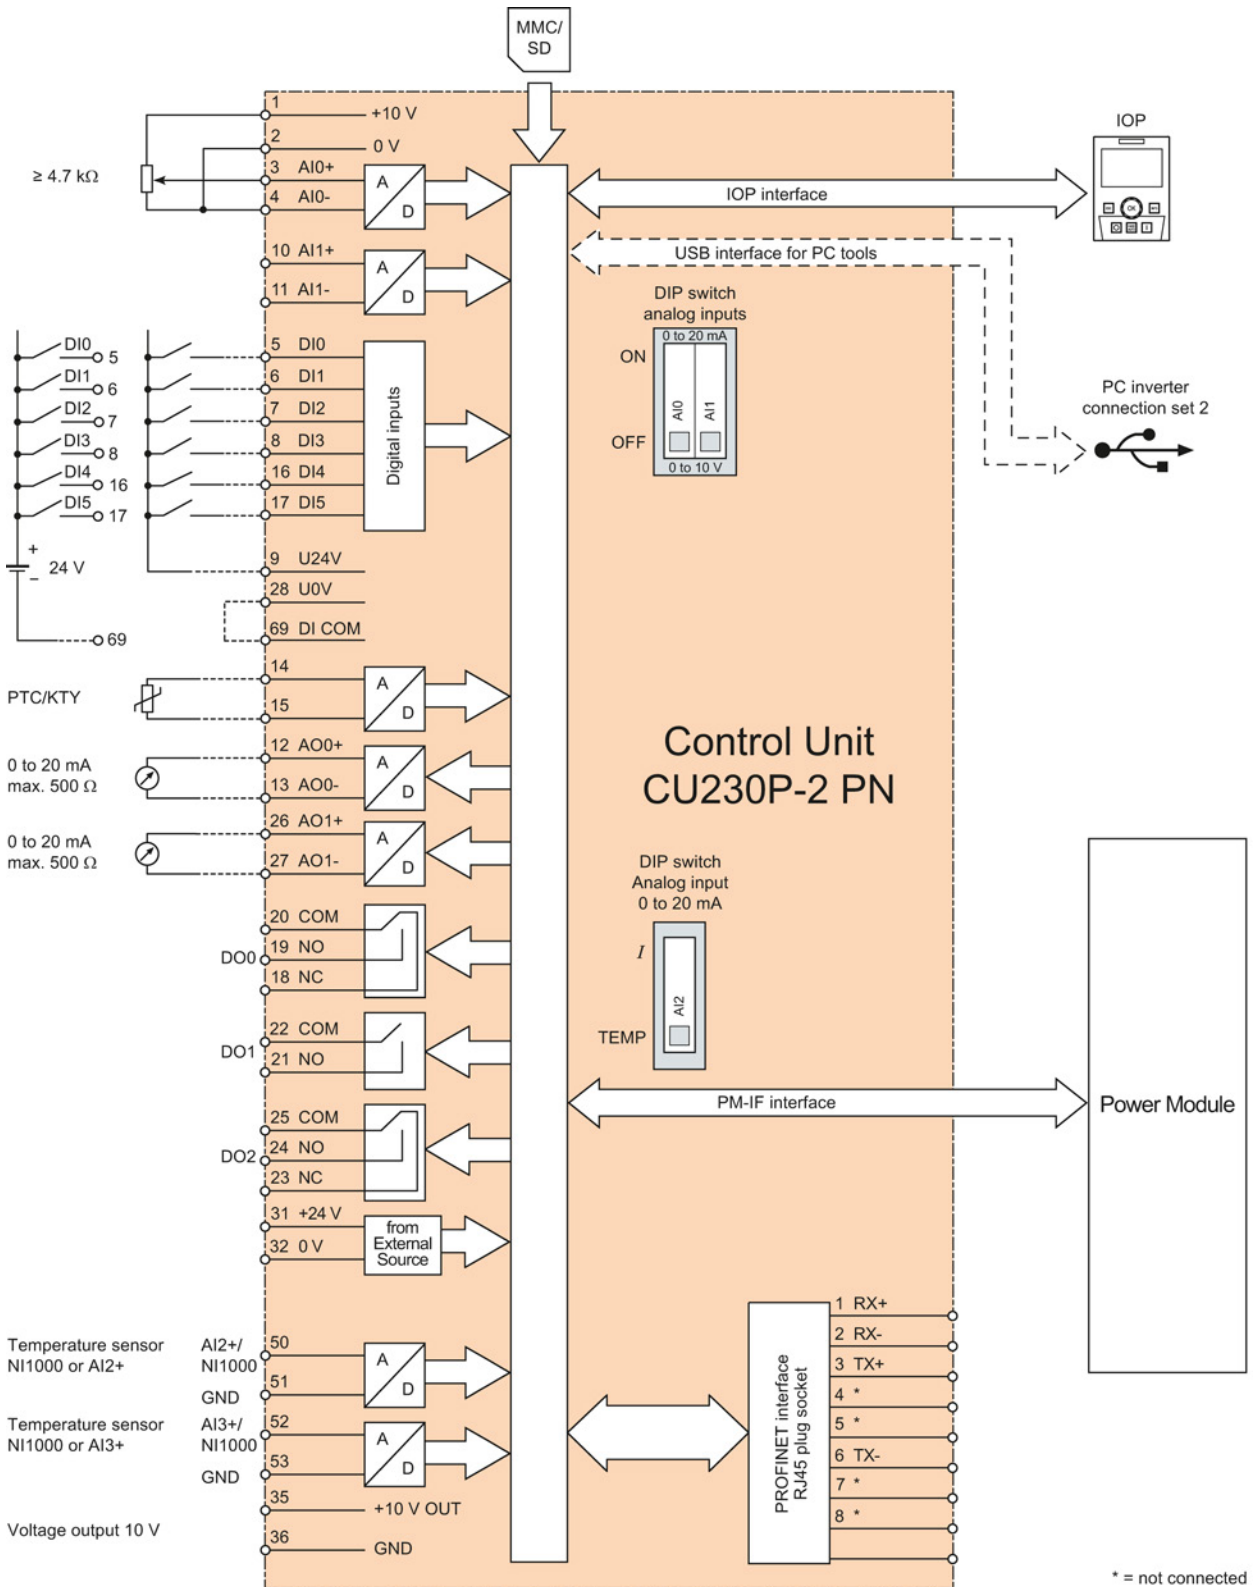 MMC/
SD
1
+10 V
2
0 V
3 AI0+
4 AI0-
≥ 4.7 kΩ
A
D
IOP
IOP interface
10 AI1+
11 AI1-
A
D
USB interface for PC tools
DIP switch
analog inputs
0 to 20 mA
ON
AI0
AI1
OFF
0 to 10 V
PC inverter
connection set 2
DI0
5
DI1
6
DI2
7
DI3
8
DI4
16
DI5
17
5 DI0
6 DI1
7 DI2
8 DI3
16 DI4
17 DI5
Digital inputs
+
–
24 V
69
9 U24V
28 U0V
69 DI COM
PTC/KTY
14
15
A
D
0 to 20 mA
max. 500 Ω
12 AO0+
13 AO0-
A
D
0 to 20 mA
max. 500 Ω
26 AO1+
27 AO1-
A
D
Control Unit
CU230P-2 PN
DO0
20 COM
19 NO
18 NC
DO1
22 COM
21 NO
DO2
25 COM
24 NO
23 NC
DIP switch
Analog input
0 to 20 mA
I
AI2
TEMP
PM-IF interface
Power Module
31 +24 V
32 0 V
from
External
Source
Temperature sensor
NI1000 or AI2+
AI2+/
NI1000
GND
50
51
A
D
Temperature sensor
NI1000 or AI3+
AI3+/
NI1000
GND
52
53
A
D
Voltage output 10 V
35
+10 V OUT
36
GND
PROFINET interface
RJ45 plug socket
1 RX+
2 RX-
3 TX+
4 *
5 *
6 TX-
7 *
8 *
* = not connected